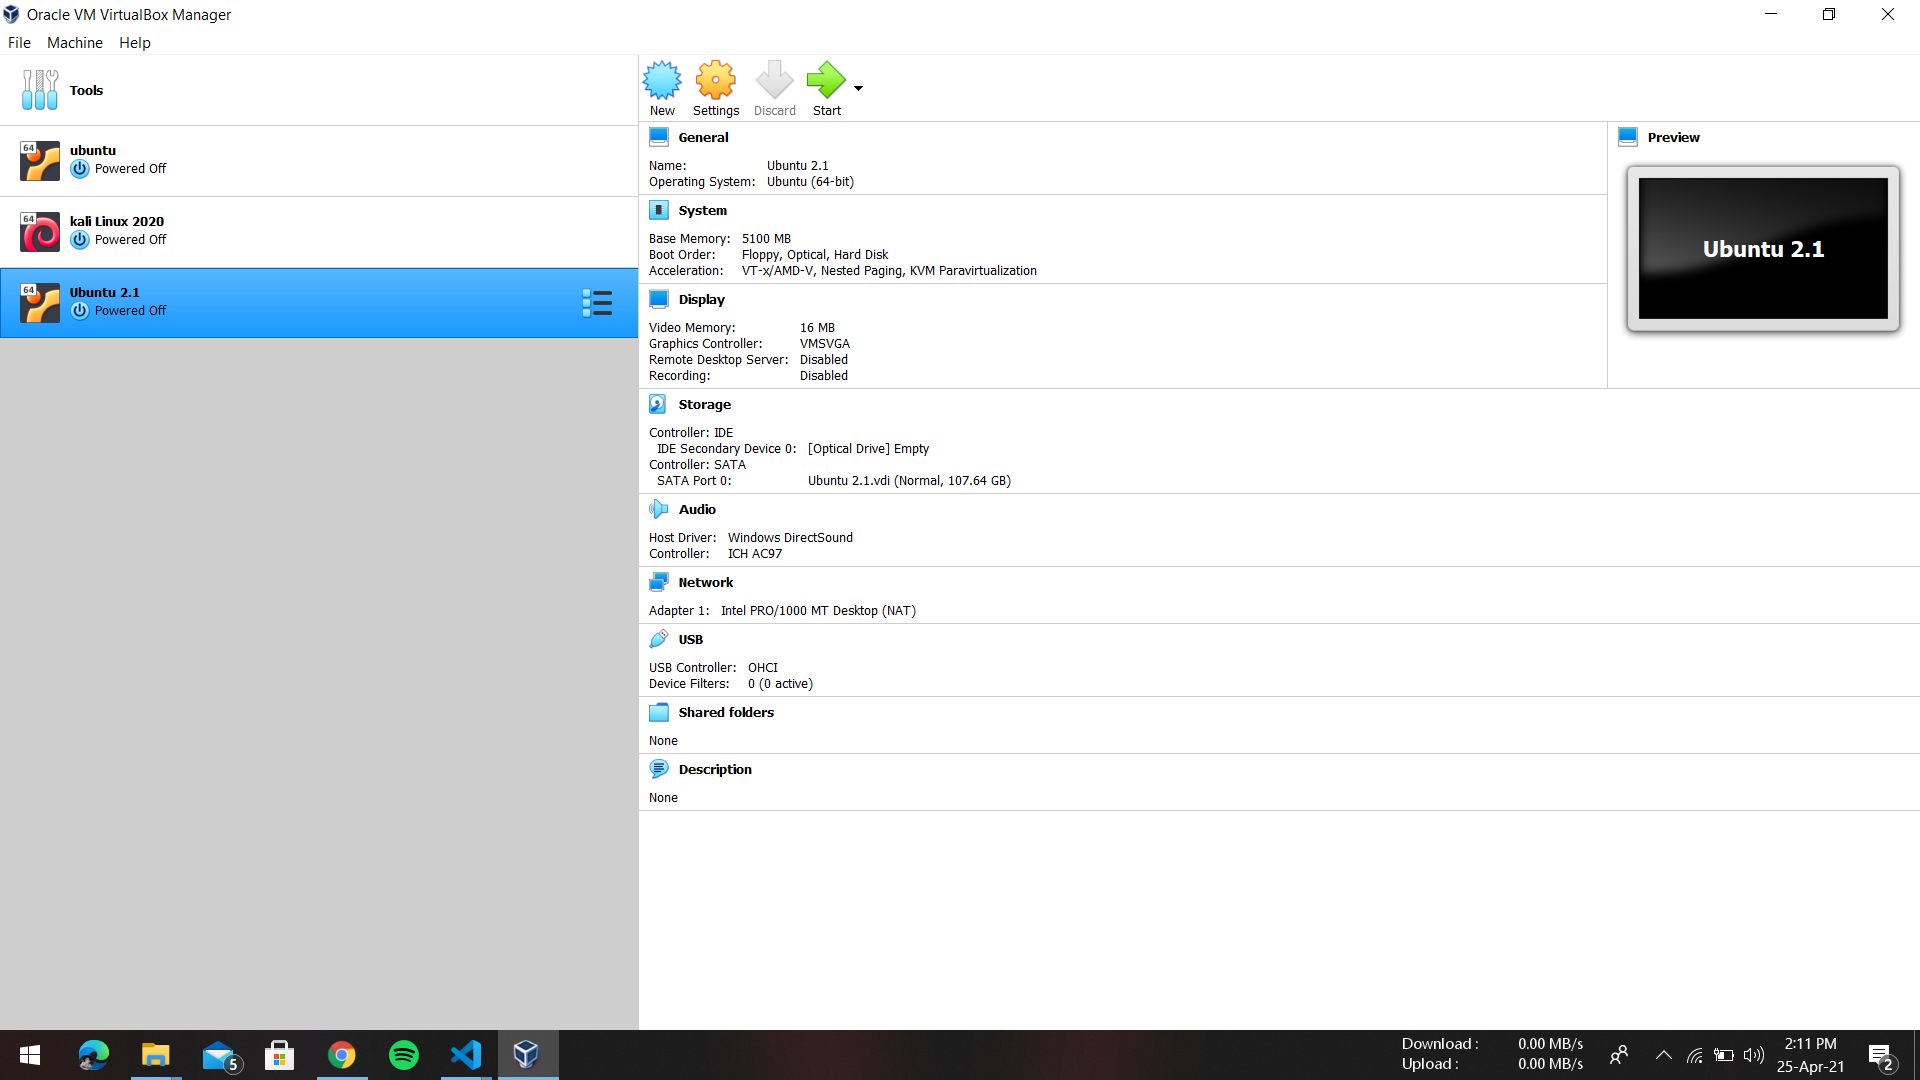 Oracle VM VirtualBox Manager
File Machine Help
Tools
64
ubuntu
Powered Off
64
kali Linux 2020
Powered Off
64
Ubuntu 2.1
Powered Off
New Settings Discard Start
General
Name: Ubuntu 2.1
Operating System: Ubuntu (64-bit)
System
Base Memory: 5100 MB
Boot Order: Floppy, Optical, Hard Disk
Acceleration: VT-x/AMD-V, Nested Paging, KVM Paravirtualization
Display
Video Memory: 16 MB
Graphics Controller: VMSVGA
Remote Desktop Server: Disabled
Recording: Disabled
Preview
Ubuntu 2.1
Storage
Controller: IDE
IDE Secondary Device 0: [Optical Drive] Empty
Controller: SATA
SATA Port 0: Ubuntu 2.1.vdi (Normal, 107.64 GB)
Audio
Host Driver: Windows DirectSound
Controller: ICH AC97
Network
Adapter 1: Intel PRO/1000 MT Desktop (NAT)
USB
USB Controller: OHCI
Device Filters: 0 (0 active)
Shared folders
None
Description
None
5
Download : 0.00 MB/s
Upload : 0.00 MB/s
2:11 PM
25-Apr-21
2